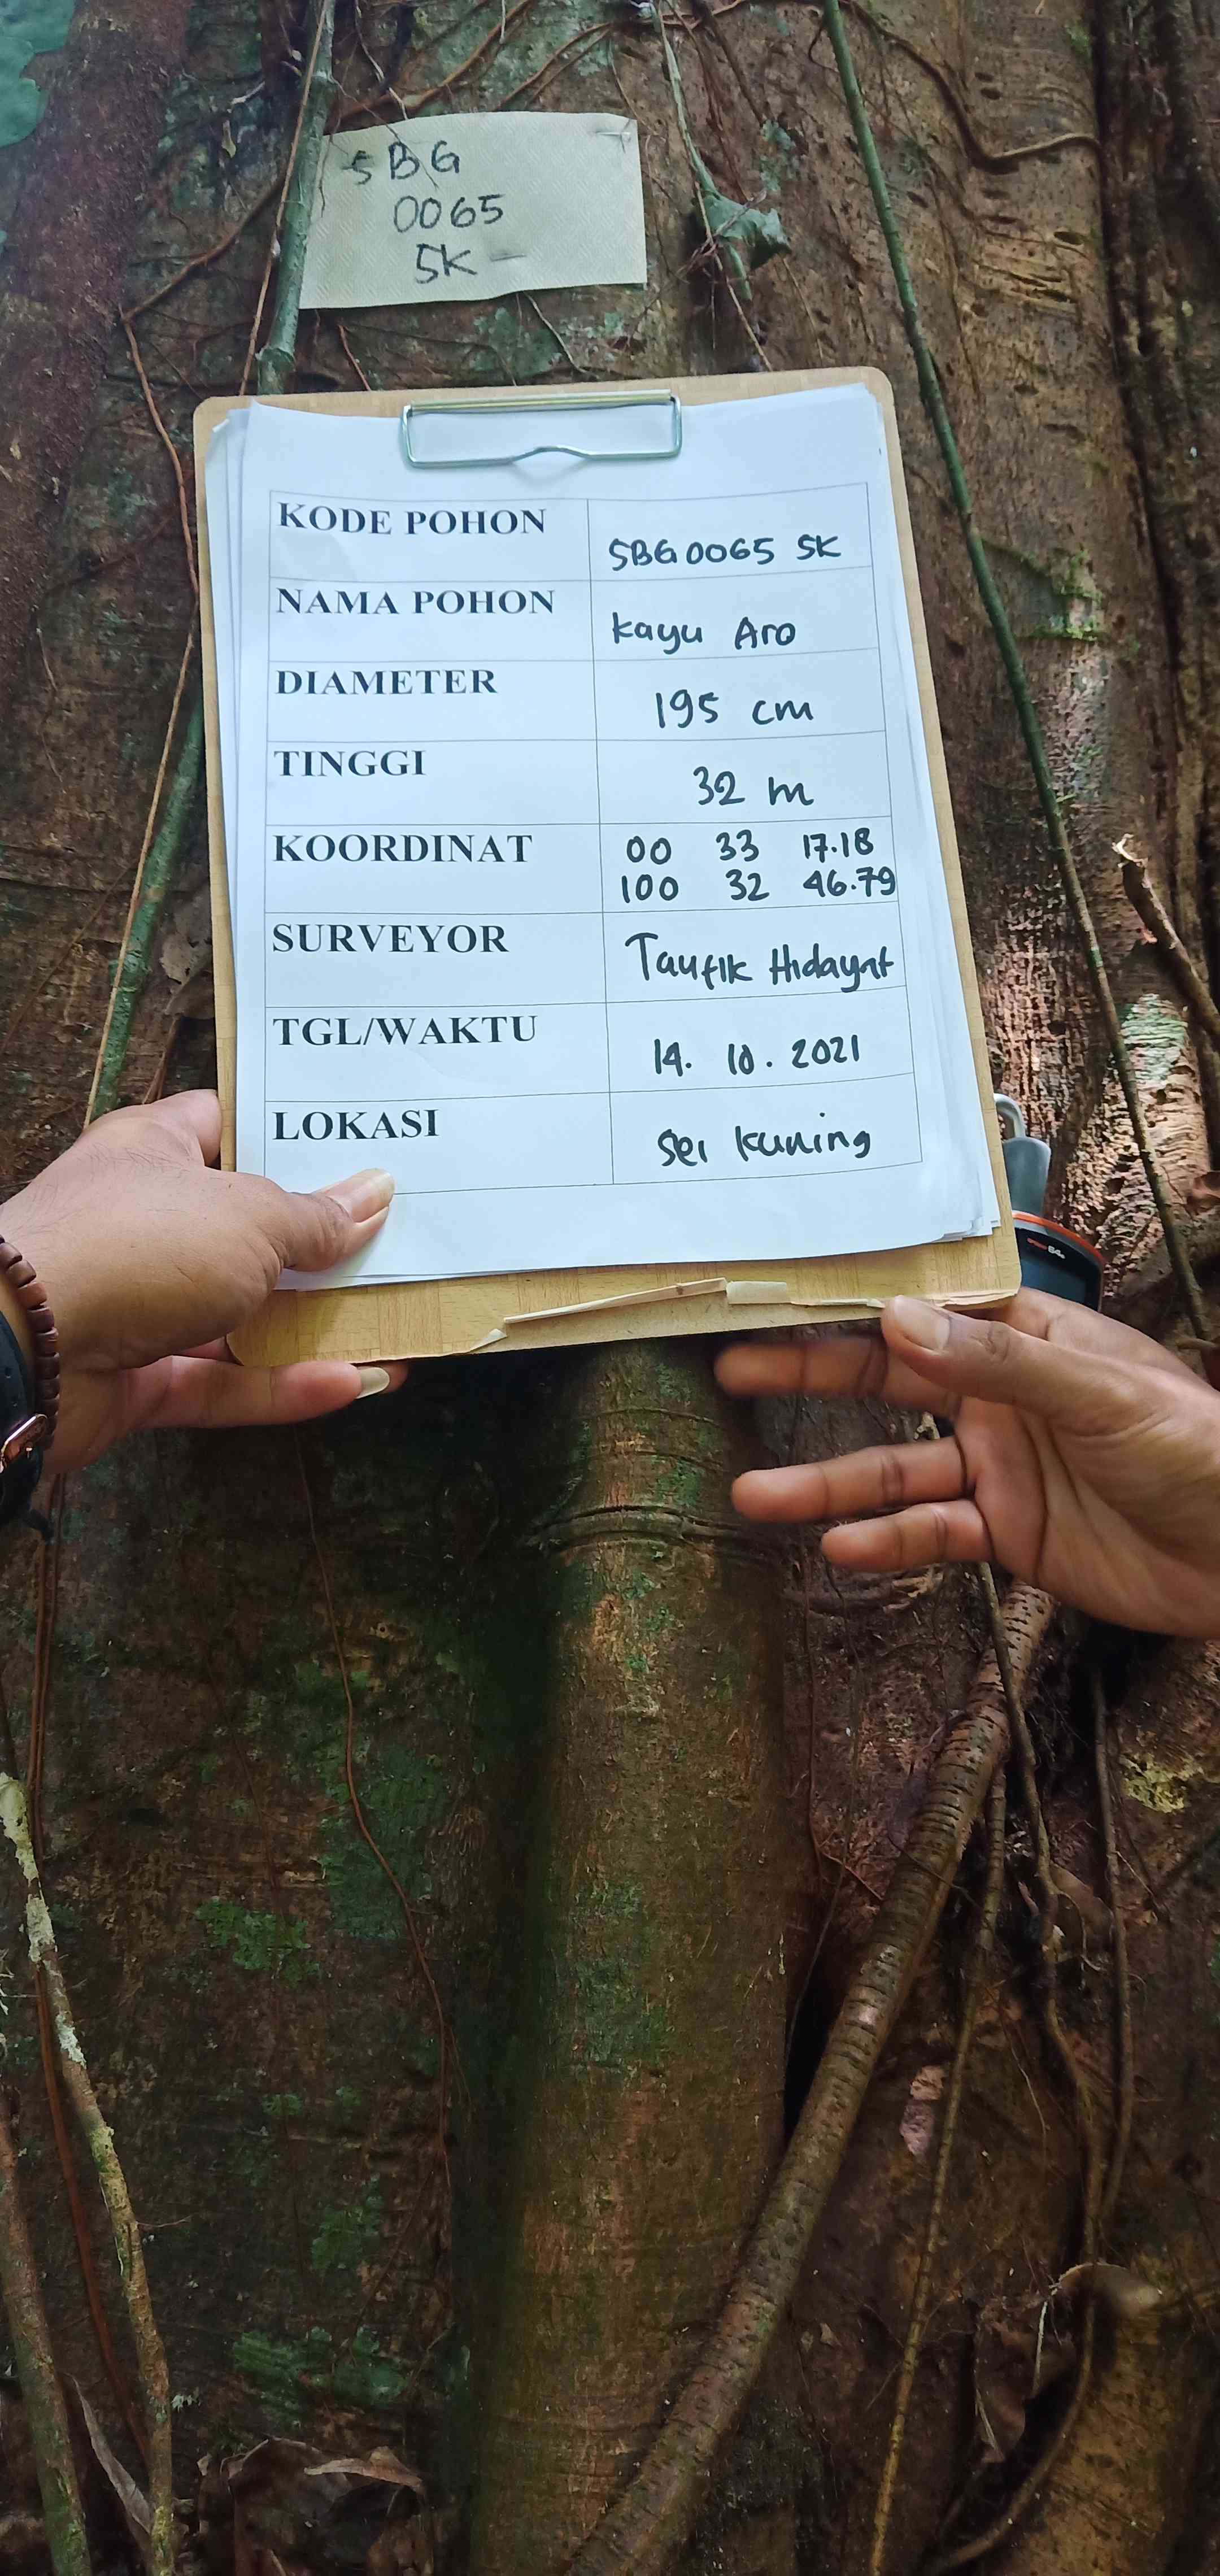 SBG
0065
SK
KODE POHON SBG0065 SK
NAMA POHON Kayu Aro
DIAMETER 195 cm
TINGGI 32 m
KOORDINAT 00 33 17.18
100 32 46.79
SURVEYOR Taufik Hidayat
TGL/WAKTU 14. 10. 2021
LOKASI Sei Kuning